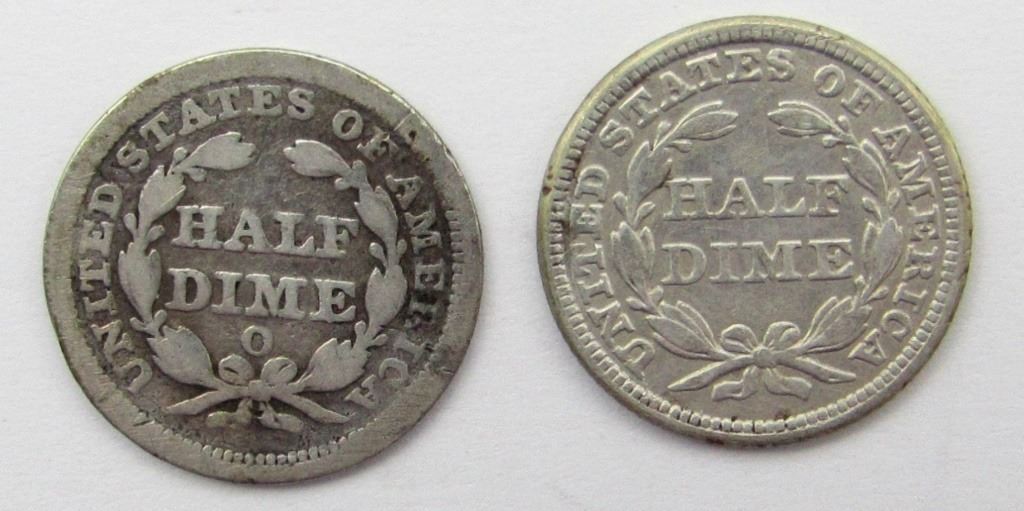 UNITED STATES OF AMERICA
HALF
DIME
O
UNITED STATES OF AMERICA
HALF
DIME